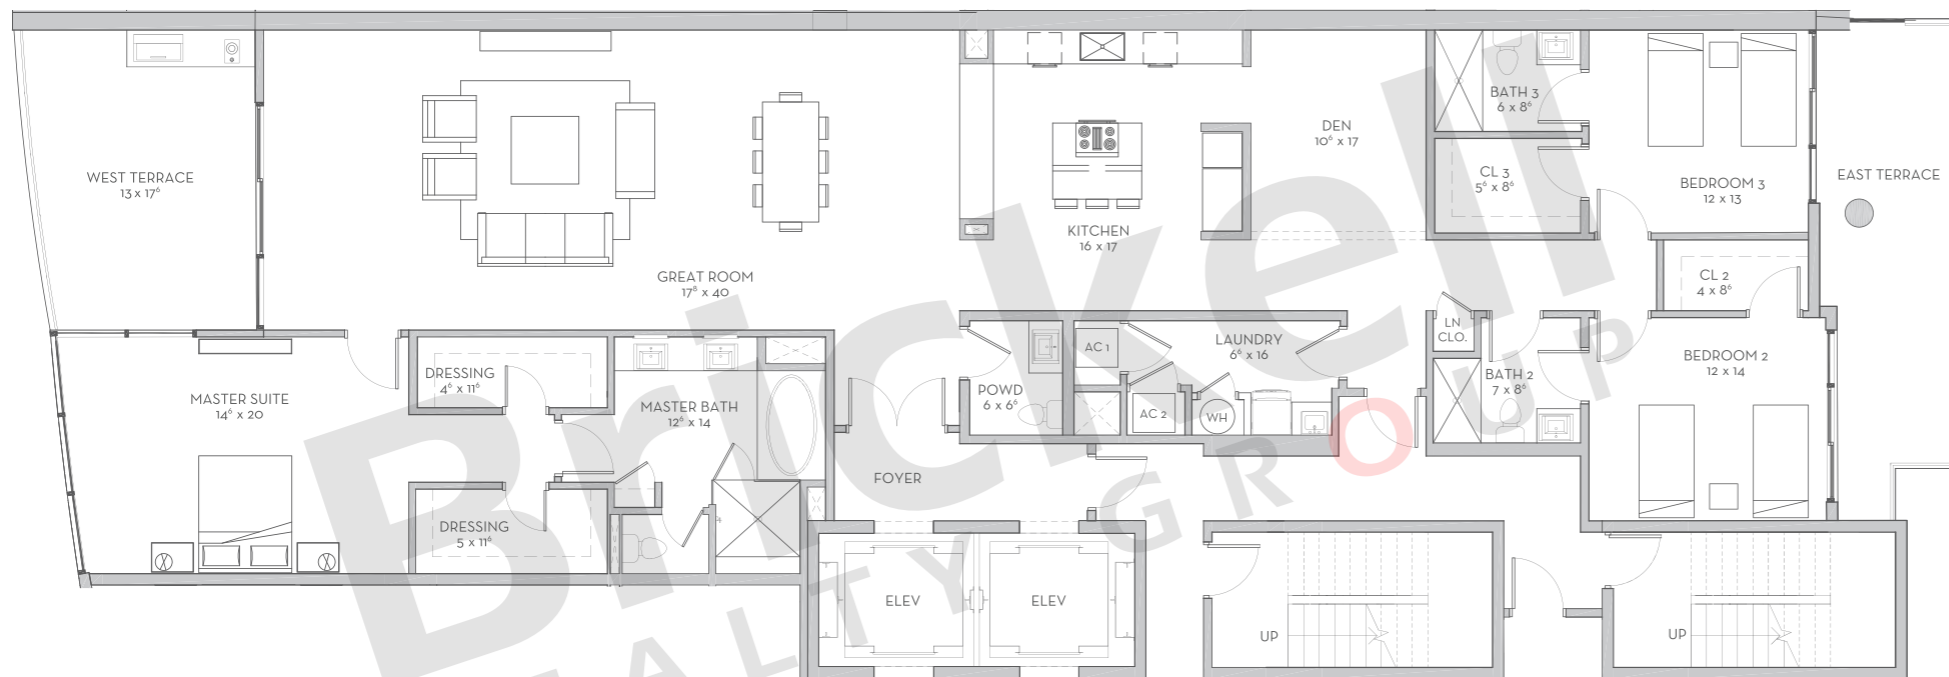 WEST TERRACE
13 x 17⁶
GREAT ROOM
17⁸ x 40
KITCHEN
16 x 17
DEN
10⁶ x 17
BATH 3
6 x 8⁶
CL 3
5⁶ x 8⁶
BEDROOM 3
12 x 13
EAST TERRACE
CL 2
4 x 8⁶
MASTER SUITE
14⁶ x 20
DRESSING
4⁶ x 11⁶
MASTER BATH
12⁶ x 14
DRESSING
5 x 11⁶
FOYER
POWD
6 x 6⁶
AC 1
LAUNDRY
6⁶ x 16
AC 2
WH
LN
CLO.
BATH 2
7 x 8⁶
BEDROOM 2
12 x 14
ELEV
ELEV
UP
UP
Brickell
REALTY GROUP